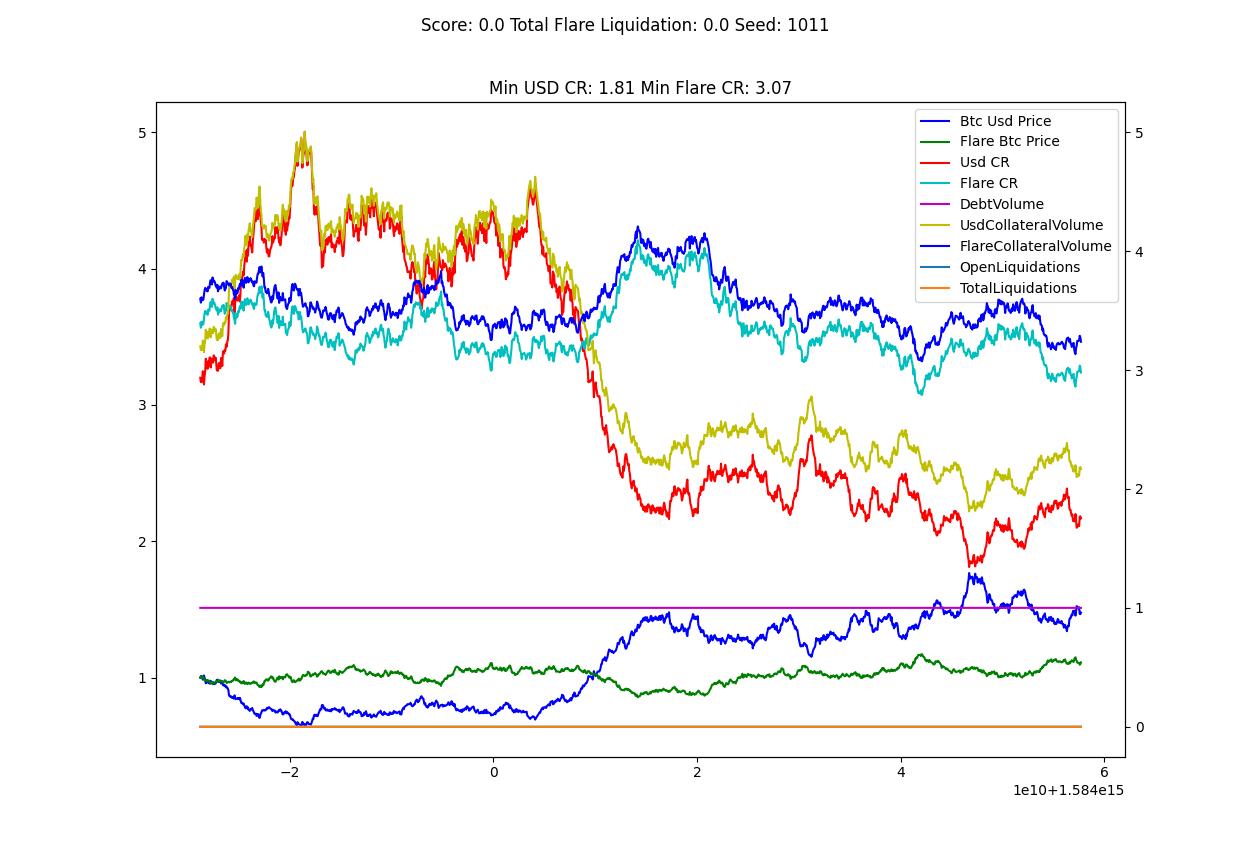 Score: 0.0 Total Flare Liquidation: 0.0 Seed: 1011
Min USD CR: 1.81 Min Flare CR: 3.07
Btc Usd Price
Flare Btc Price
Usd CR
Flare CR
DebtVolume
UsdCollateralVolume
FlareCollateralVolume
OpenLiquidations
TotalLiquidations
5
4
3
2
1
5
4
3
2
1
0
−2 0 2 4 6
1e10+1.584e15